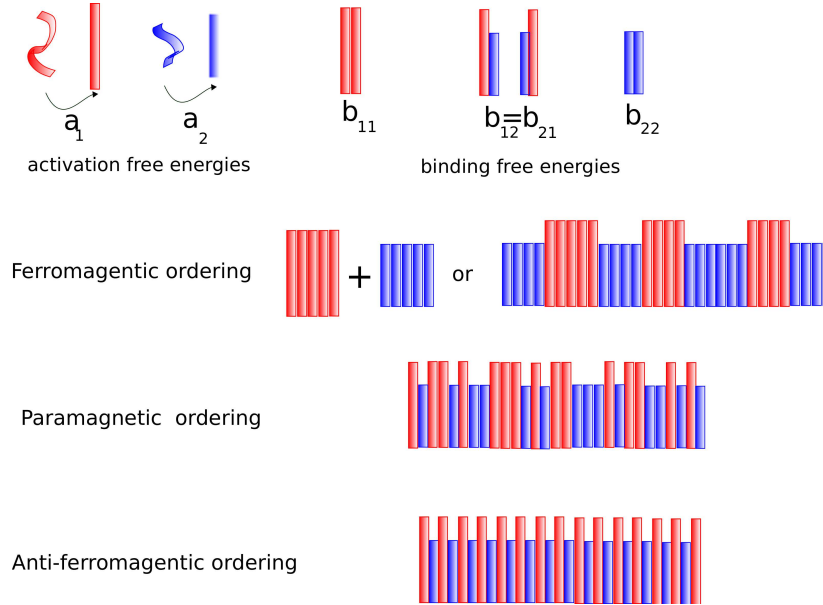 a1 a2 b11 b12=b21 b22
activation free energies binding free energies
Ferromagentic ordering + or
Paramagnetic ordering
Anti-ferromagentic ordering